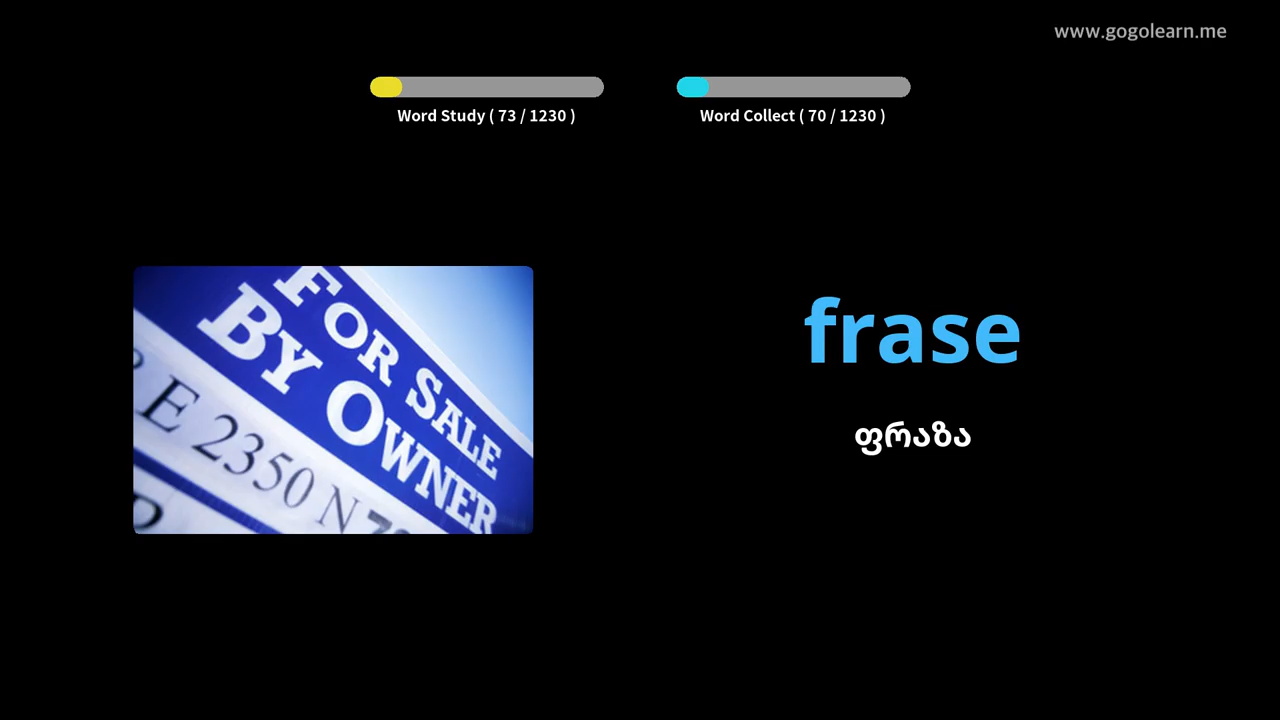 www.gogolearn.me
Word Study ( 73 / 1230 )
Word Collect ( 70 / 1230 )
FOR SALE
BY OWNER
E 2350 N
frase
ფრაზა